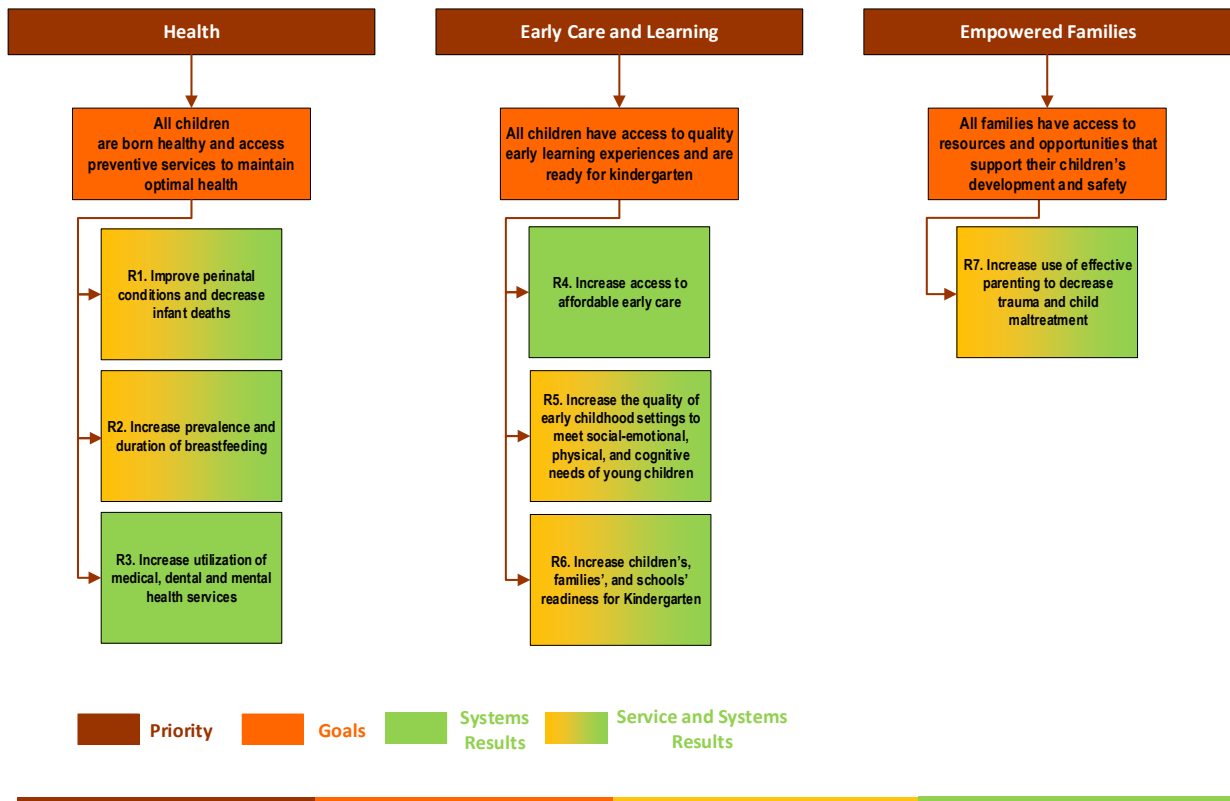 Health
Early Care and Learning
Empowered Families
All children
are born healthy and access
preventive services to maintain
optimal health
All children have access to quality
early learning experiences and are
ready for kindergarten
All families have access to
resources and opportunities that
support their children’s
development and safety
R1. Improve perinatal
conditions and decrease
infant deaths
R4. Increase access to
affordable early care
R7. Increase use of effective
parenting to decrease
trauma and child
maltreatment
R2. Increase prevalence and
duration of breastfeeding
R5. Increase the quality of
early childhood settings to
meet social-emotional,
physical, and cognitive
needs of young children
R3. Increase utilization of
medical, dental and mental
health services
R6. Increase children’s,
families’, and schools’
readiness for Kindergarten
Priority
Goals
Systems
Results
Service and Systems
Results